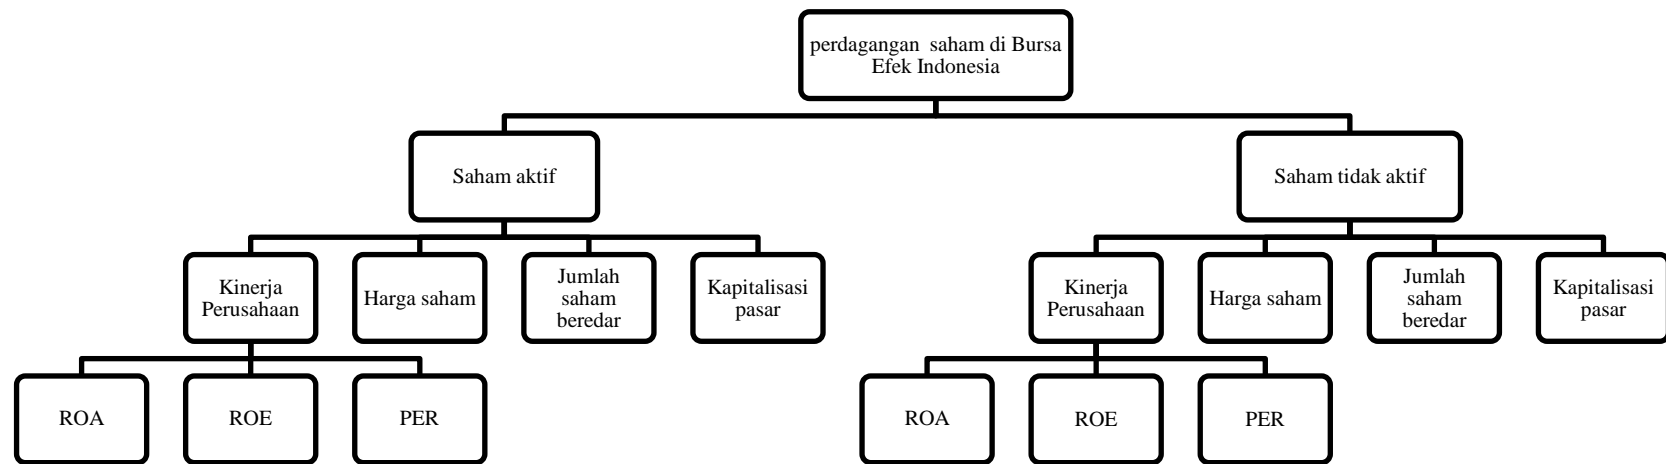 perdagangan  saham di Bursa
Efek Indonesia
Saham aktif
Saham tidak aktif
Kinerja
Perusahaan
Harga saham
Jumlah
saham
beredar
Kapitalisasi
pasar
Kinerja
Perusahaan
Harga saham
Jumlah
saham
beredar
Kapitalisasi
pasar
ROA
ROE
PER
ROA
ROE
PER